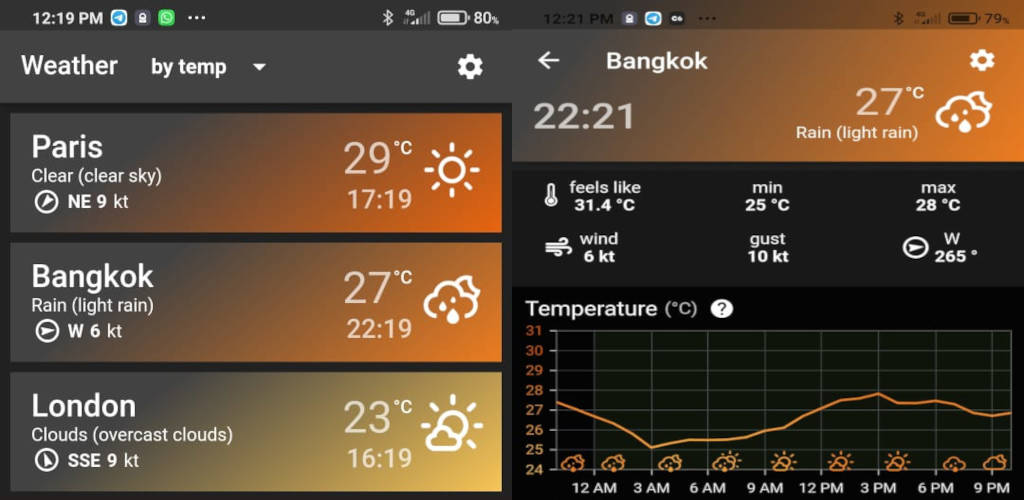 12:19 PM 4G 80%
Weather by temp
Paris
Clear (clear sky)
NE 9 kt
29 °C
17:19
Bangkok
Rain (light rain)
W 6 kt
27 °C
22:19
London
Clouds (overcast clouds)
SSE 9 kt
23 °C
16:19
12:21 PM 4G 79%
Bangkok
22:21
27 °C
Rain (light rain)
feels like
31.4 °C
min
25 °C
max
28 °C
wind
6 kt
gust
10 kt
W
265 °
Temperature (°C) ?
31
30
29
28
27
26
25
24
12 AM 3 AM 6 AM 9 AM 12 PM 3 PM 6 PM 9 PM